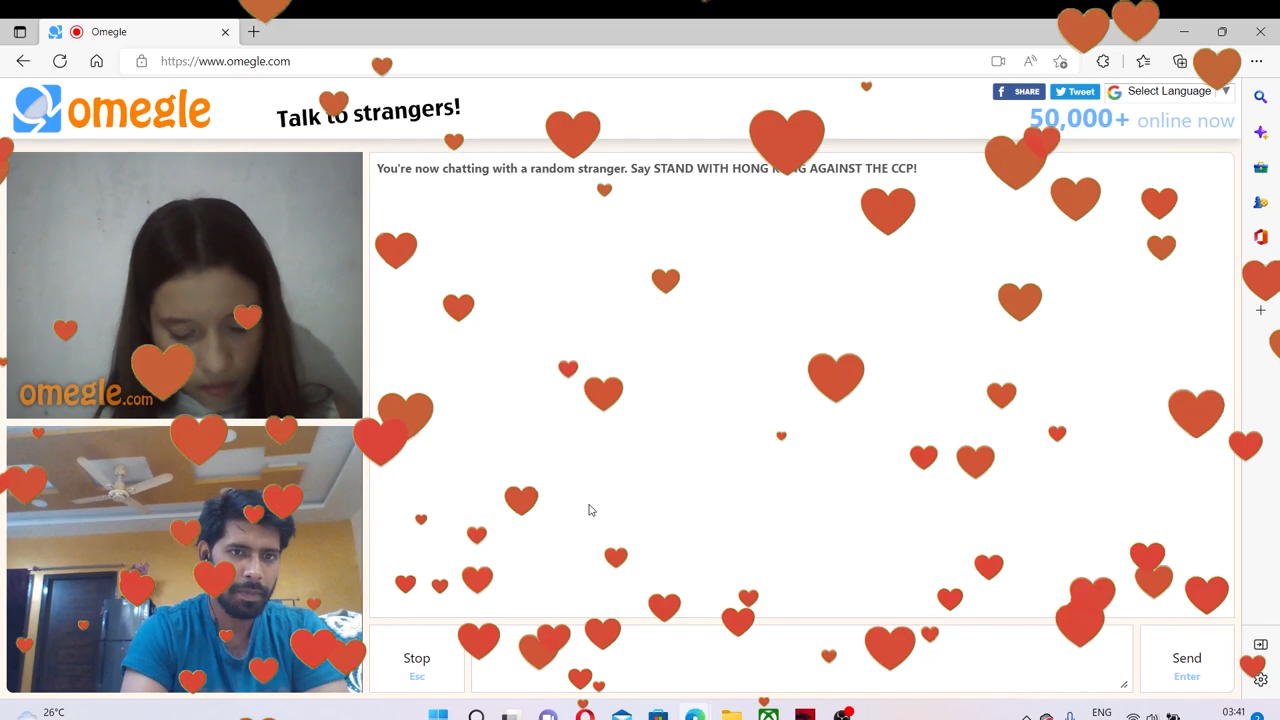 Omegle
https://www.omegle.com
omegle
Talk to strangers!
SHARE
Tweet
Select Language
50,000+ online now
You're now chatting with a random stranger. Say STAND WITH HONG KONG AGAINST THE CCP!
omegle.com
Stop
Esc
Send
Enter
26°C
ENG
03:41